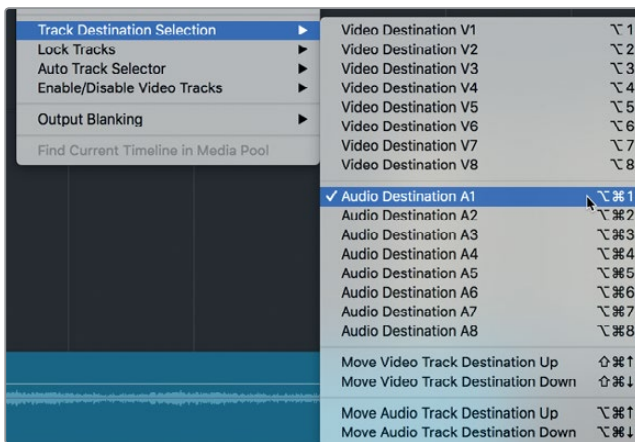 Track Destination Selection ▶
Lock Tracks ▶
Auto Track Selector ▶
Enable/Disable Video Tracks ▶
Output Blanking ▶
Find Current Timeline in Media Pool
Video Destination V1 ⌥1
Video Destination V2 ⌥2
Video Destination V3 ⌥3
Video Destination V4 ⌥4
Video Destination V5 ⌥5
Video Destination V6 ⌥6
Video Destination V7 ⌥7
Video Destination V8 ⌥8
✓ Audio Destination A1 ⌥⌘1
Audio Destination A2 ⌥⌘2
Audio Destination A3 ⌥⌘3
Audio Destination A4 ⌥⌘4
Audio Destination A5 ⌥⌘5
Audio Destination A6 ⌥⌘6
Audio Destination A7 ⌥⌘7
Audio Destination A8 ⌥⌘8
Move Video Track Destination Up ⇧⌘↑
Move Video Track Destination Down ⇧⌘↓
Move Audio Track Destination Up ⌥⌘↑
Move Audio Track Destination Down ⌥⌘↓